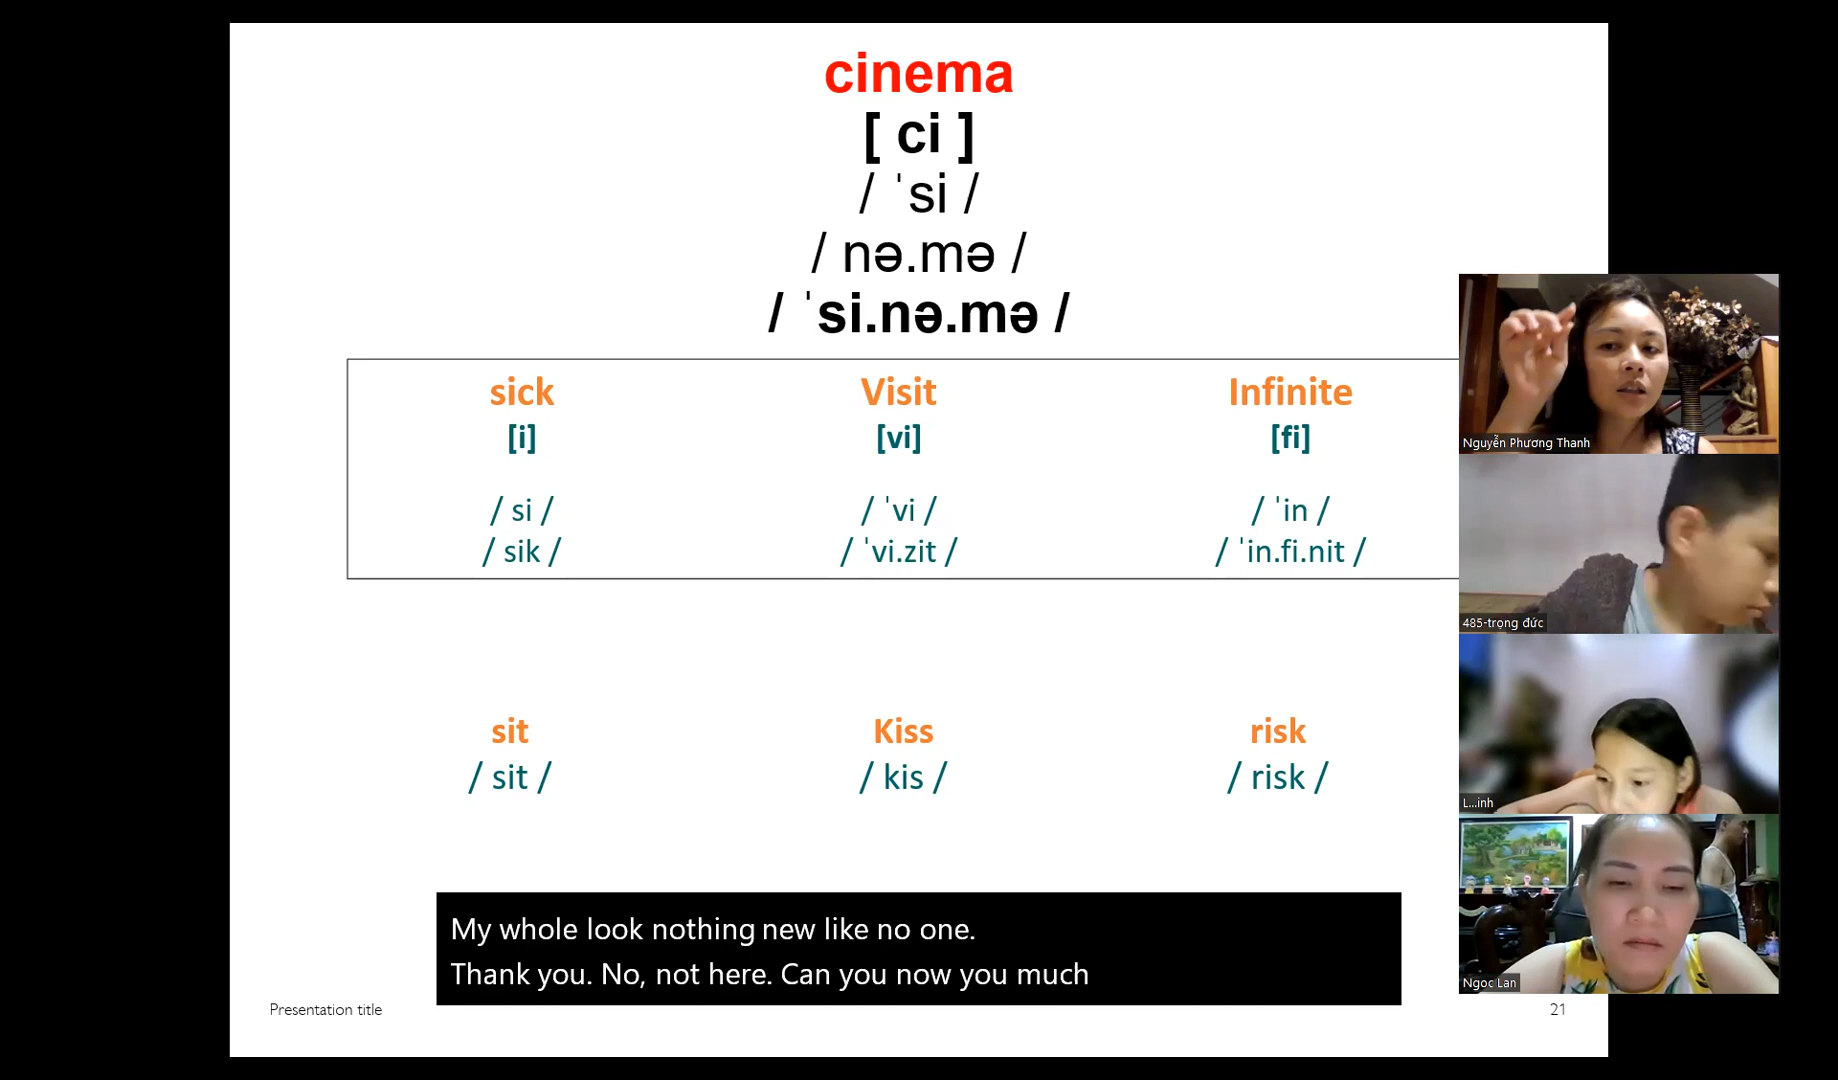 cinema
[ ci ]
/ ˈsi /
/ nə.mə /
/ ˈsi.nə.mə /
sick Visit Infinite
[i] [vi] [fi]
/ si / / ˈvi / / ˈin /
/ sik / / ˈvi.zit / / ˈin.fi.nit /
sit Kiss risk
/ sit / / kis / / risk /
My whole look nothing new like no one.
Thank you. No, not here. Can you now you much
Presentation title
21
Nguyễn Phương Thanh
485-trọng đức
L...inh
Ngoc Lan